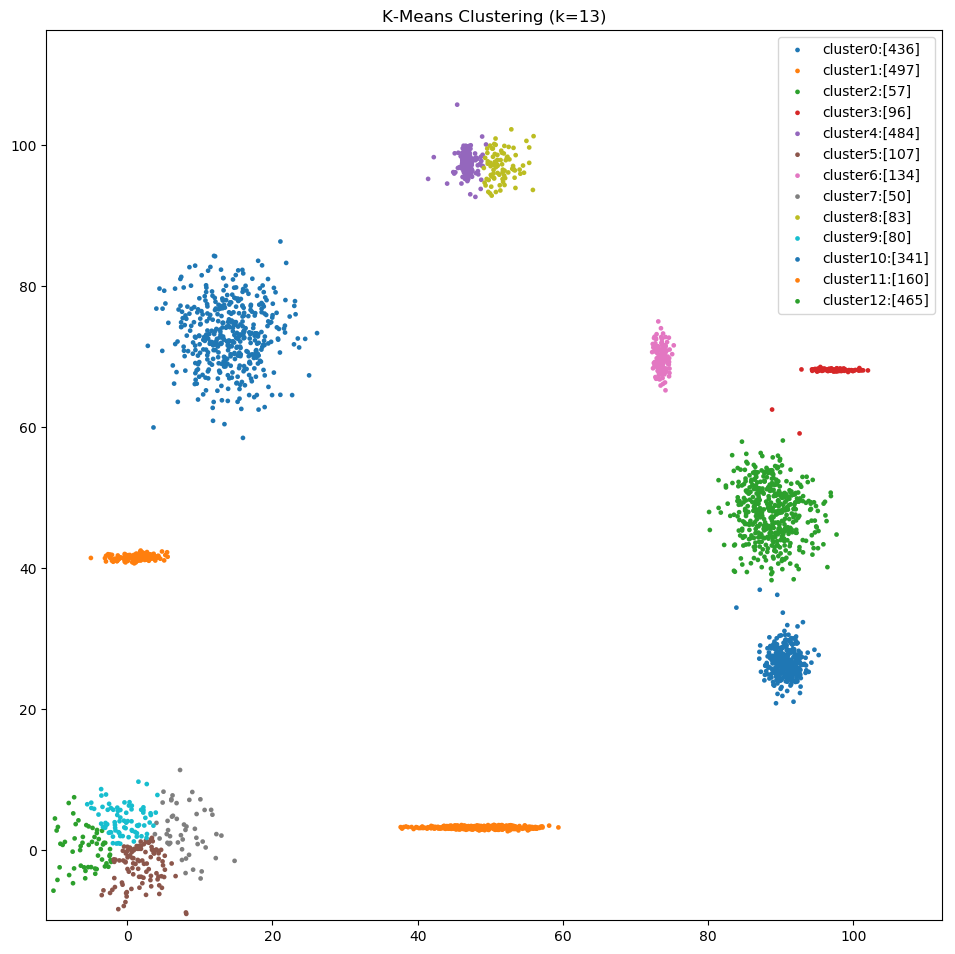 K-Means Clustering (k=13)
cluster0:[436]
cluster1:[497]
cluster2:[57]
cluster3:[96]
cluster4:[484]
cluster5:[107]
cluster6:[134]
cluster7:[50]
cluster8:[83]
cluster9:[80]
cluster10:[341]
cluster11:[160]
cluster12:[465]
100
80
60
40
20
0
0 20 40 60 80 100